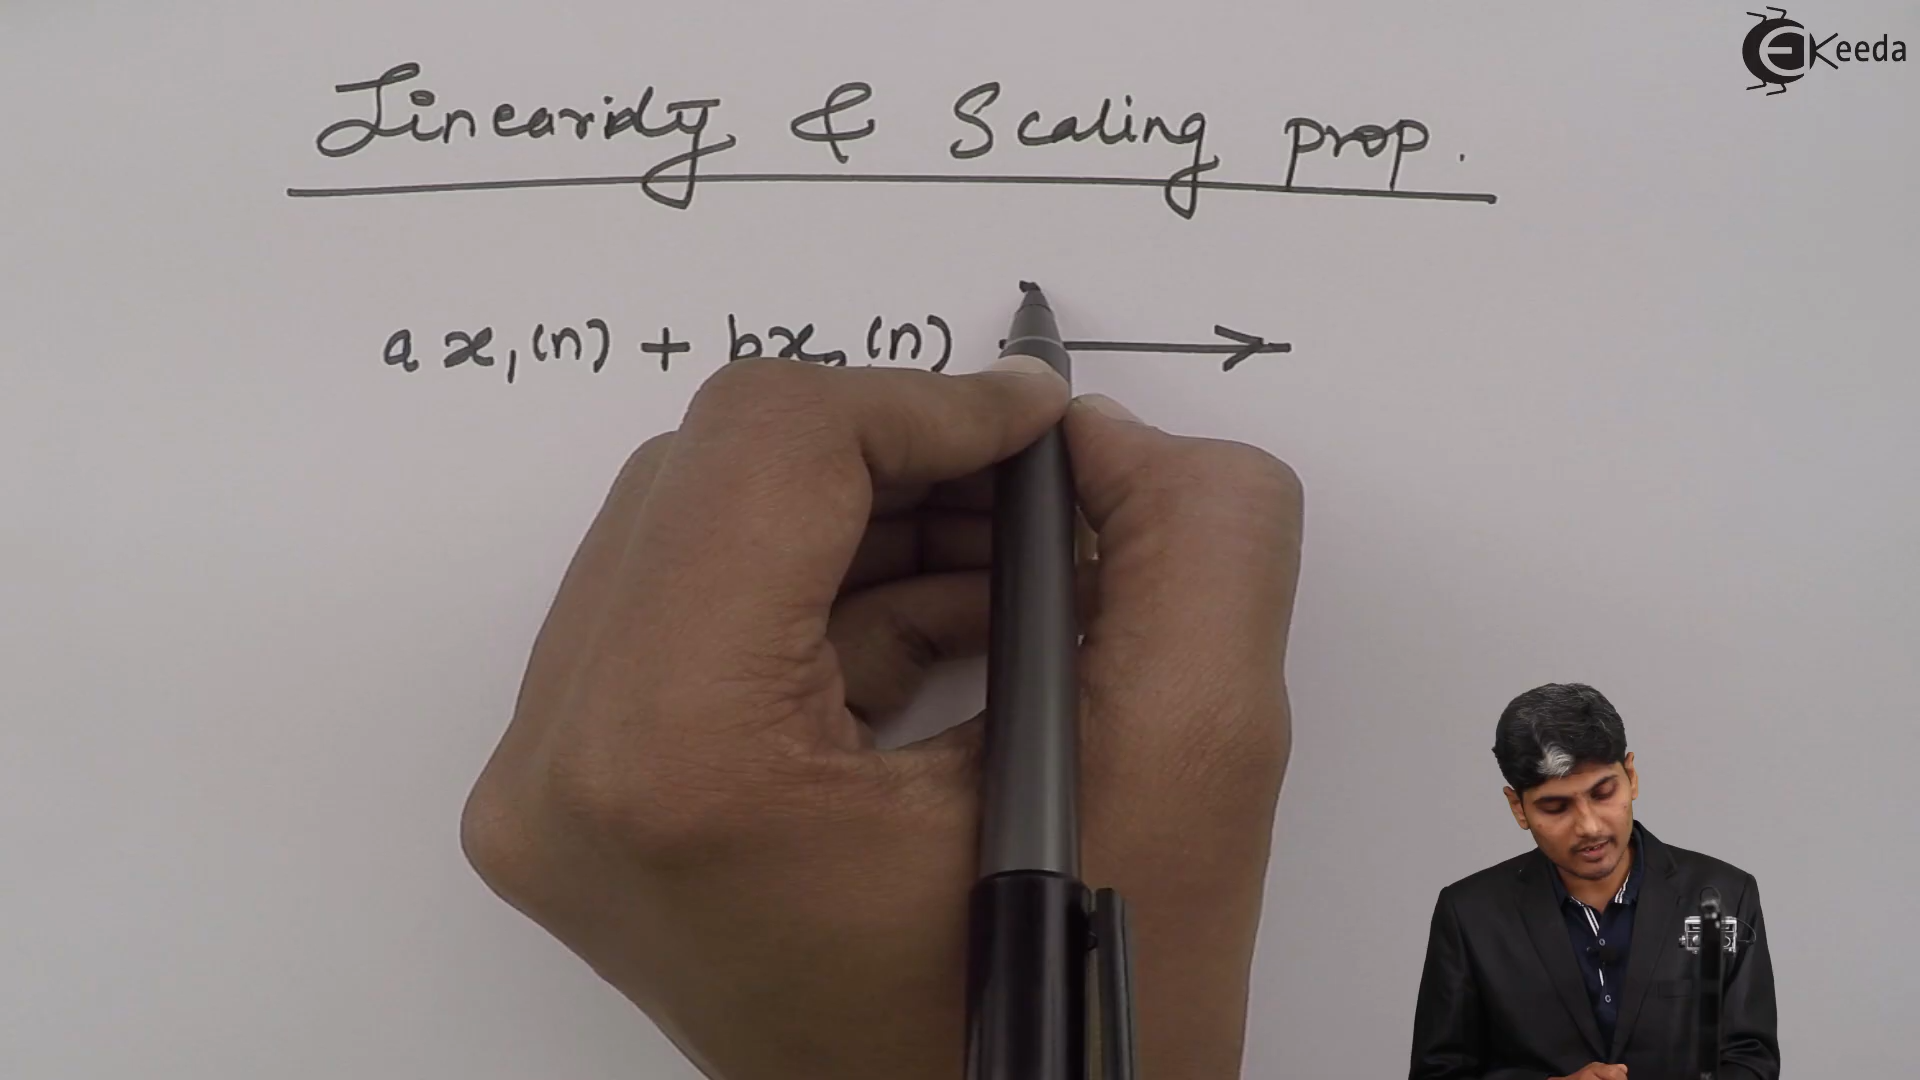 EKeeda
Linearity & Scaling prop.
a x₁(n) + bx₂(n) →